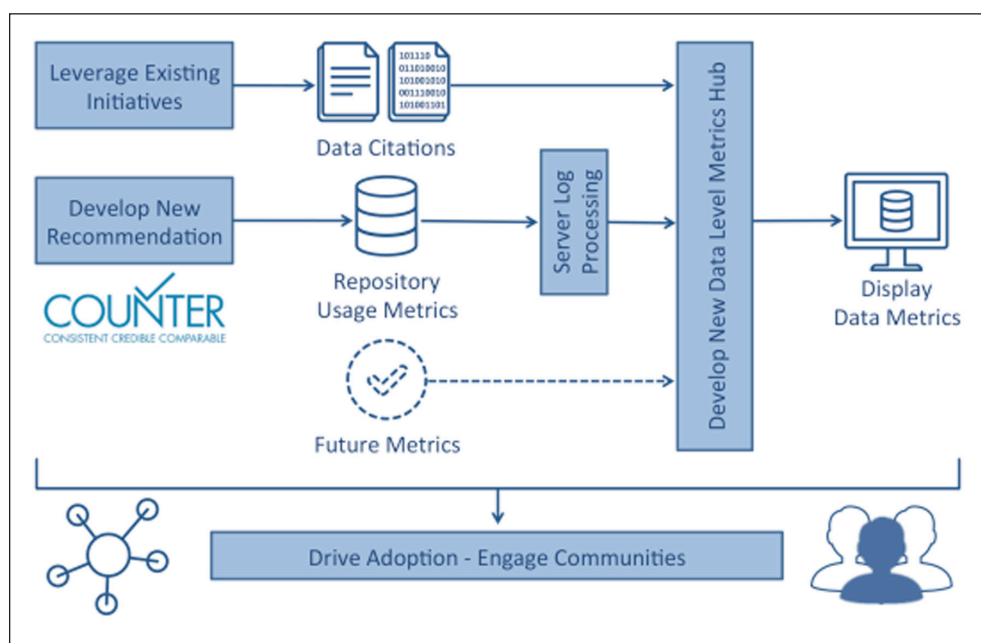 Leverage Existing
Initiatives
101110
011010010
101001010
001110010
101001101
Data Citations
Develop New
Recommendation
COUNTER
CONSISTENT CREDIBLE COMPARABLE
Repository
Usage Metrics
Server Log
Processing
Future Metrics
Develop New Data Level Metrics Hub
Display
Data Metrics
Drive Adoption - Engage Communities